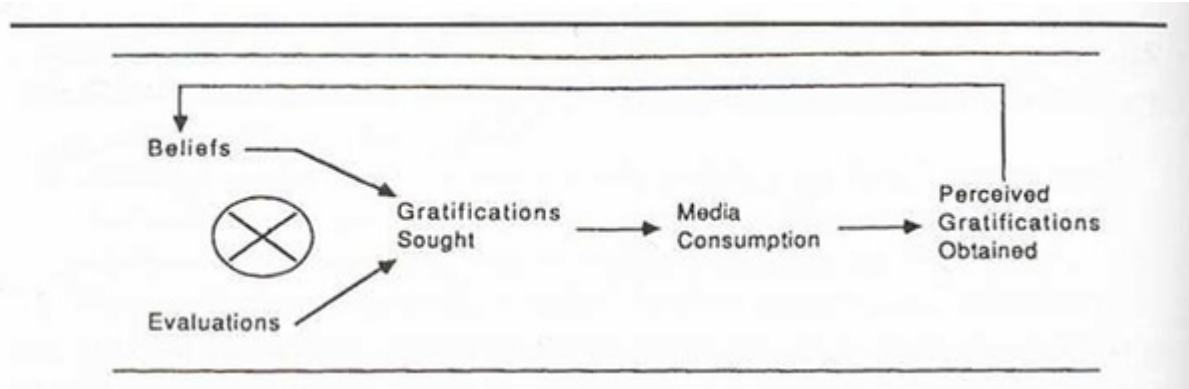 Beliefs
Gratifications
Sought
Media
Consumption
Perceived
Gratifications
Obtained
Evaluations